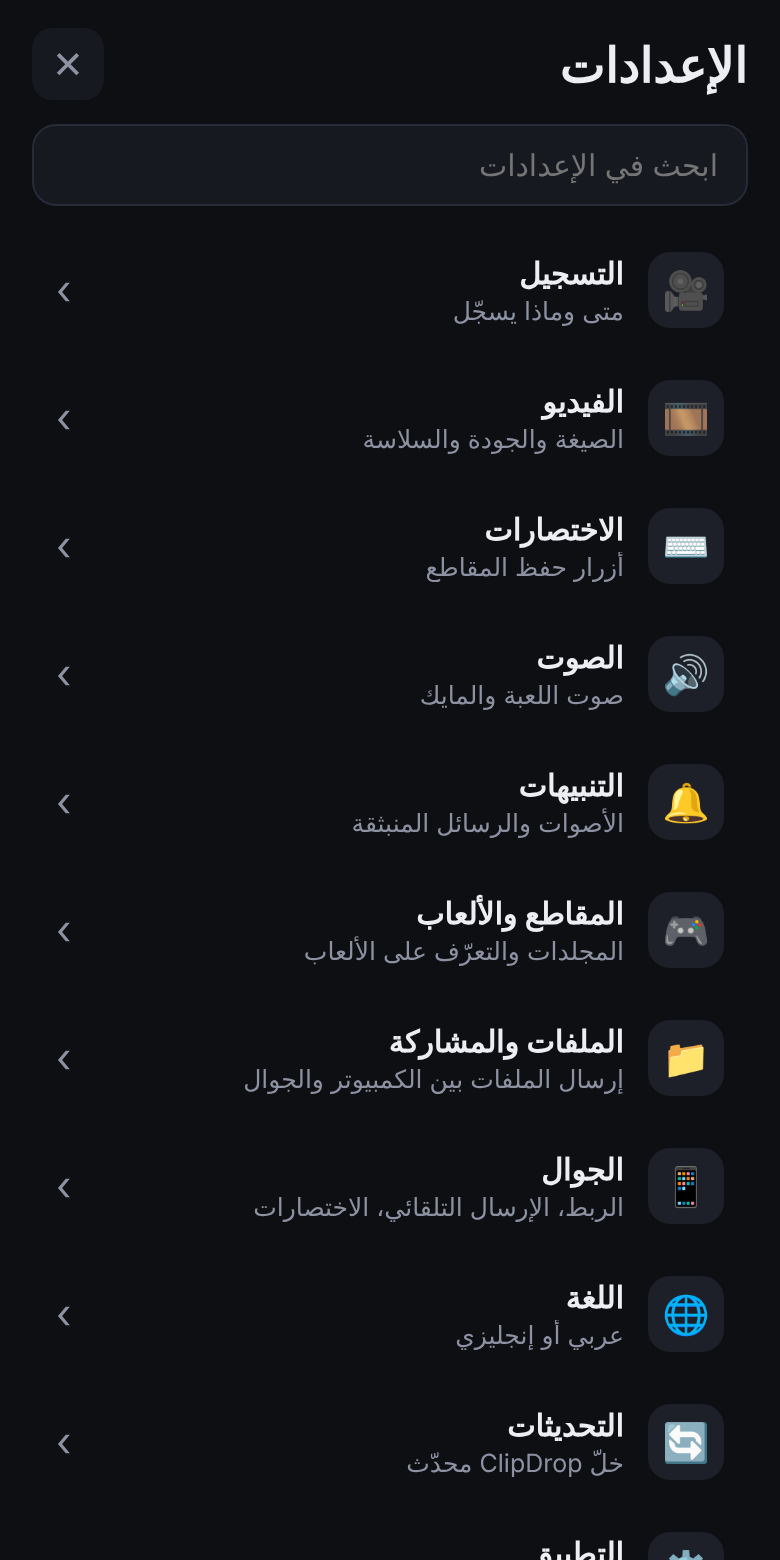 الإعدادات
ابحث في الإعدادات
التسجيل
متى وماذا يسجّل
الفيديو
الصيغة والجودة والسلاسة
الاختصارات
أزرار حفظ المقاطع
الصوت
صوت اللعبة والمايك
التنبيهات
الأصوات والرسائل المنبثقة
المقاطع والألعاب
المجلدات والتعرّف على الألعاب
الملفات والمشاركة
إرسال الملفات بين الكمبيوتر والجوال
الجوال
الربط، الإرسال التلقائي، الاختصارات
اللغة
عربي أو إنجليزي
التحديثات
خلّ ClipDrop محدّث
التطبيق